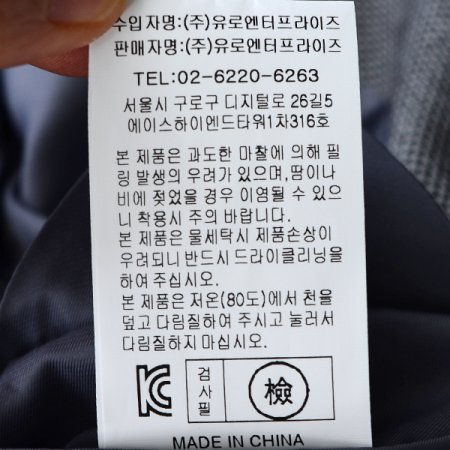 수입자명:(주)유로엔터프라이즈
판매자명:(주)유로엔터프라이즈
TEL:02-6220-6263
서울시 구로구 디지털로 26길5
에이스하이엔드타워1차316호
본 제품은 과도한 마찰에 의해 필
링 발생의 우려가 있으며,땀이나
비에 젖었을 경우 이염될 수 있으
니 착용시 주의 바랍니다.
본 제품은 물세탁시 제품손상이
우려되니 반드시 드라이클리닝을
하여 주십시오.
본 제품은 저온(80도)에서 천을
덮고 다림질하여 주시고 눌러서
다림질하지 마십시오.
KC 검사필 檢
MADE IN CHINA